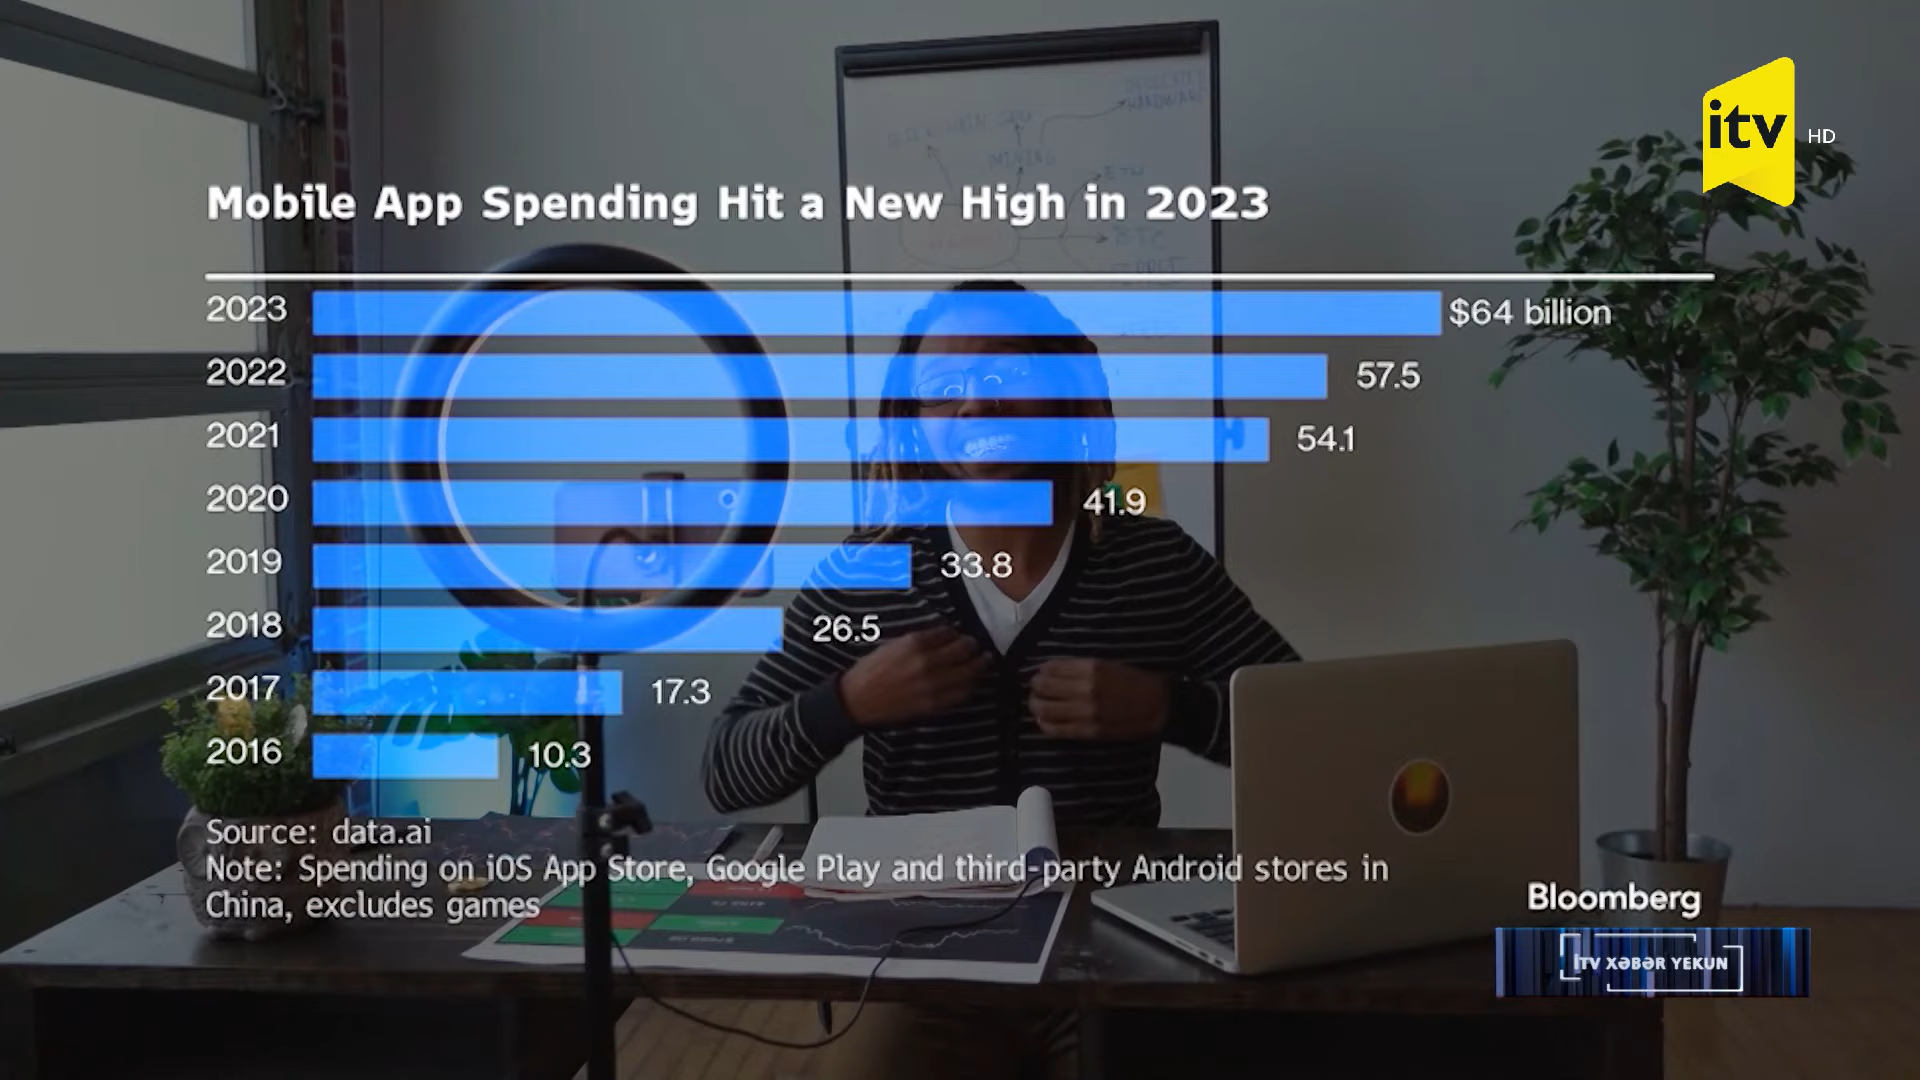 itv HD
Mobile App Spending Hit a New High in 2023
2023 $64 billion
2022 57.5
2021 54.1
2020 41.9
2019 33.8
2018 26.5
2017 17.3
2016 10.3
Source: data.ai
Note: Spending on iOS App Store, Google Play and third-party Android stores in
China, excludes games
Bloomberg
İTV XƏBƏR YEKUN
MINING